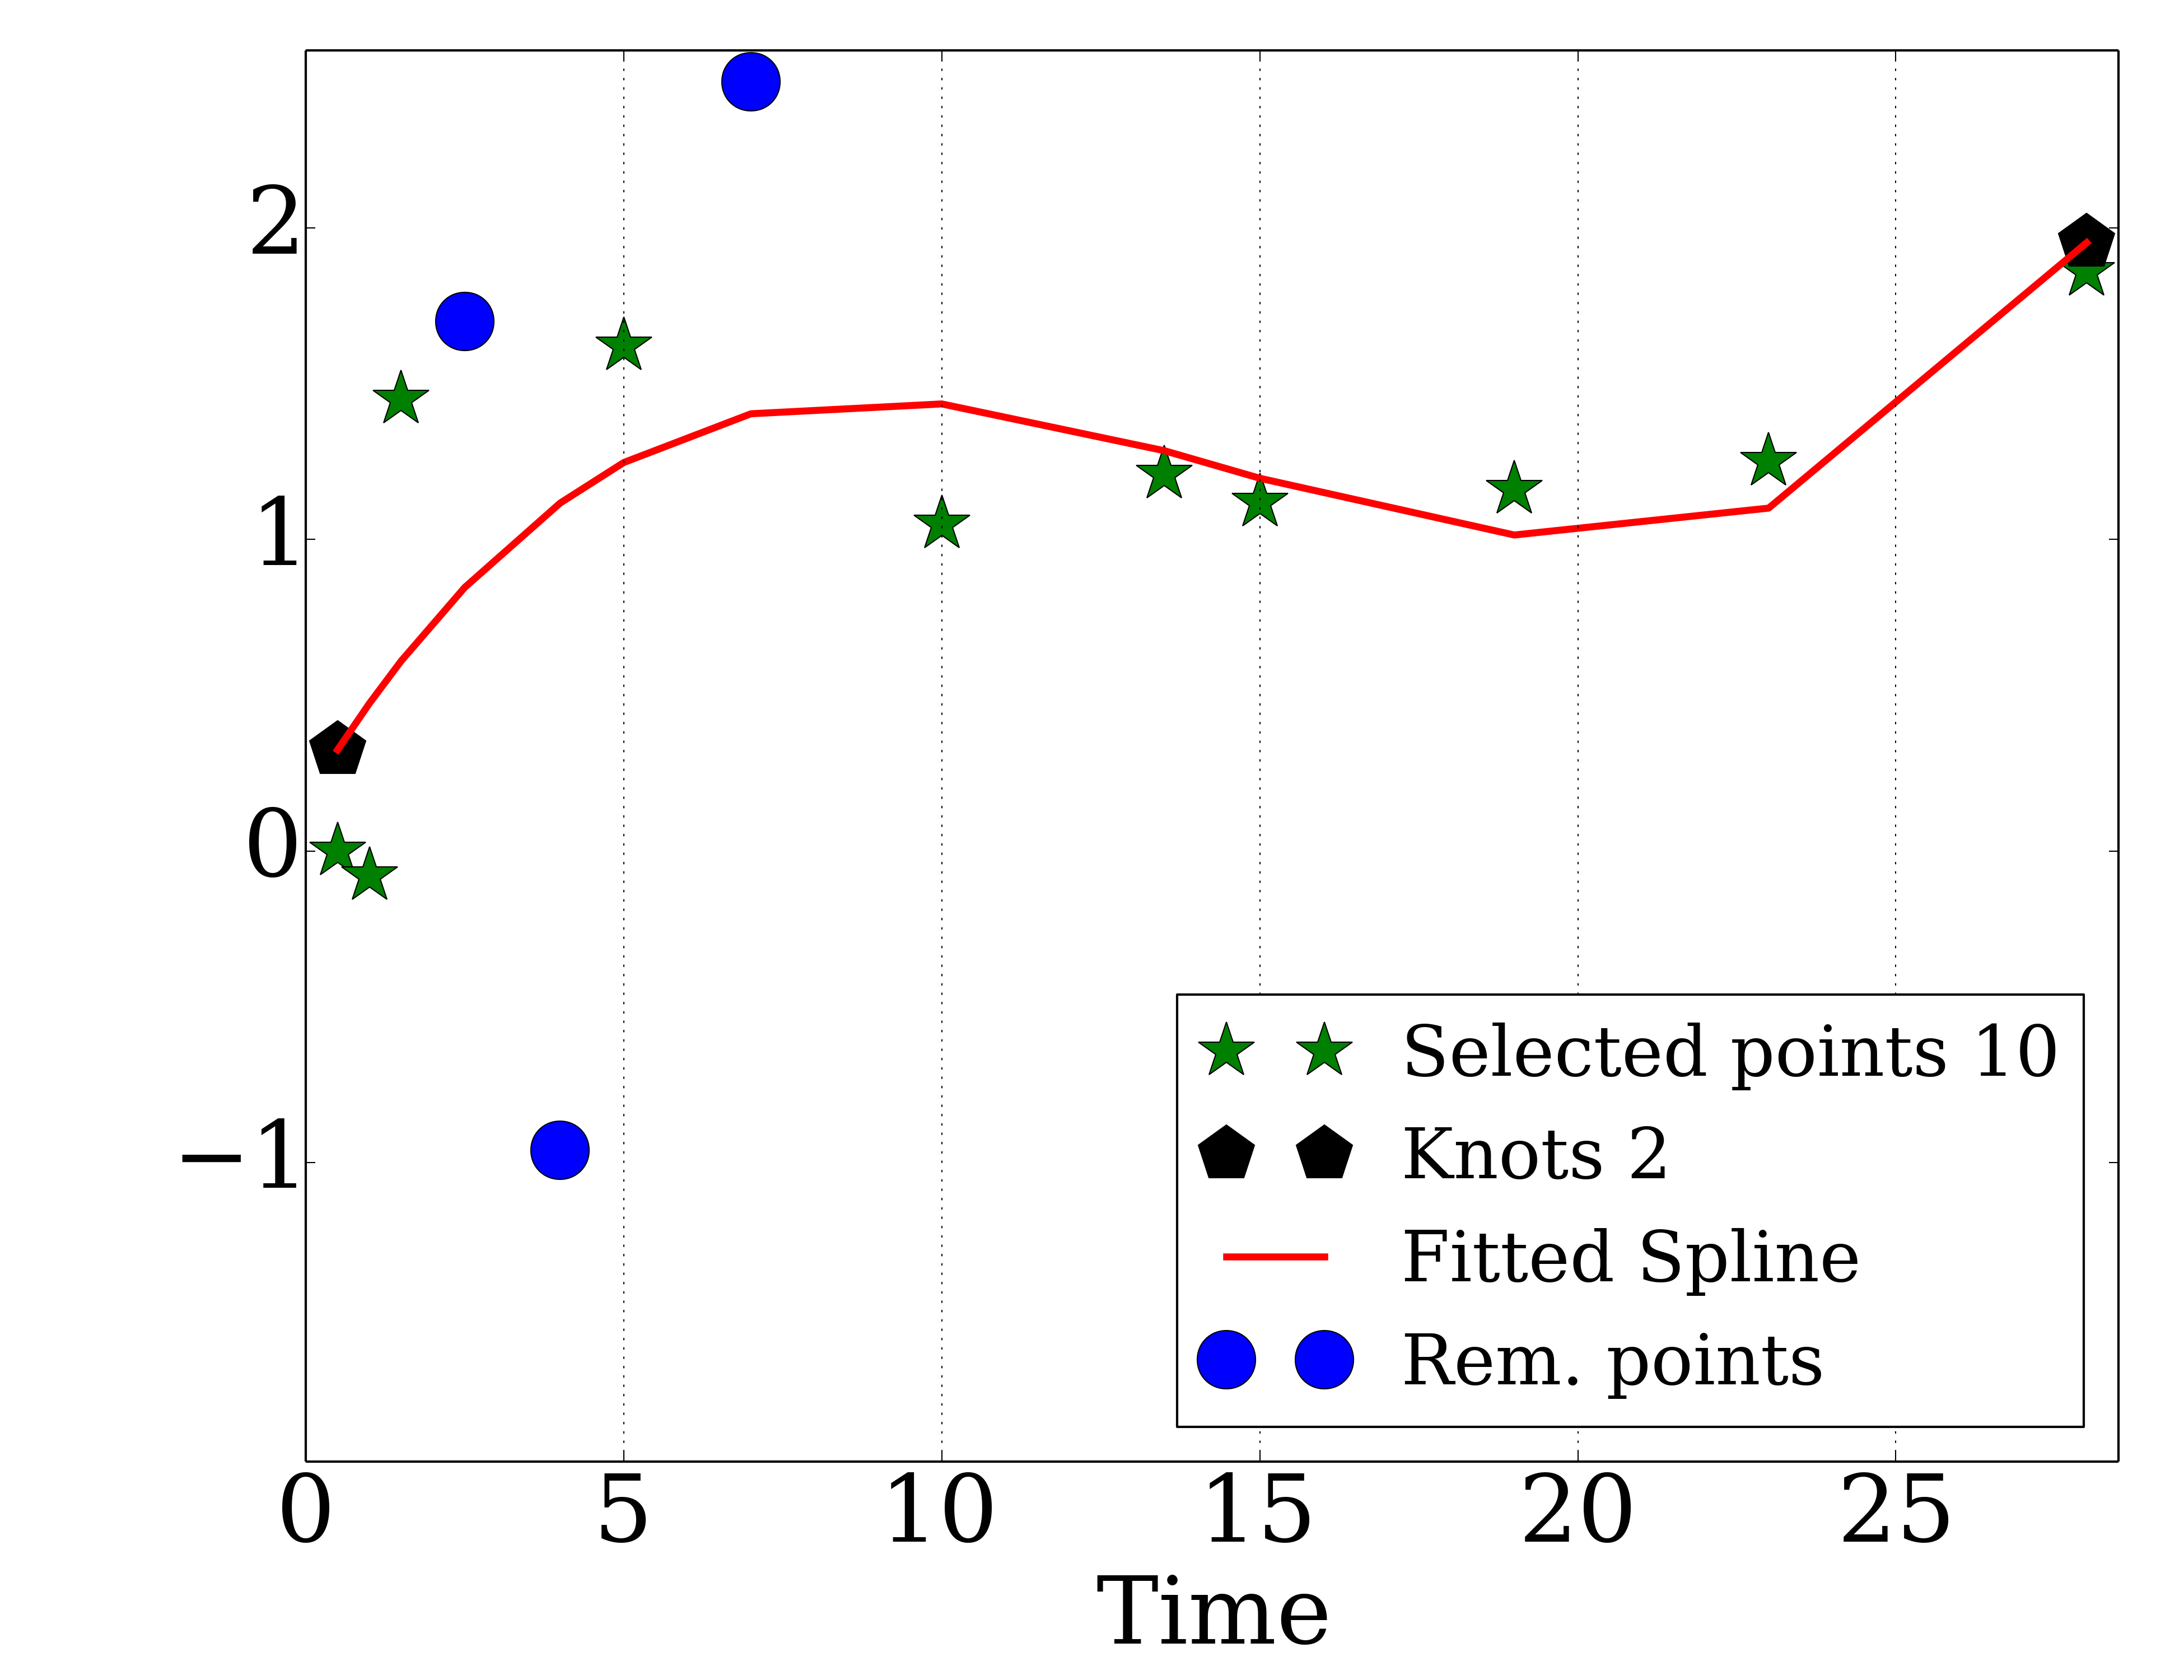 2
1
0
−1
0 5 10 15 20 25
Time
Selected points 10
Knots 2
Fitted Spline
Rem. points